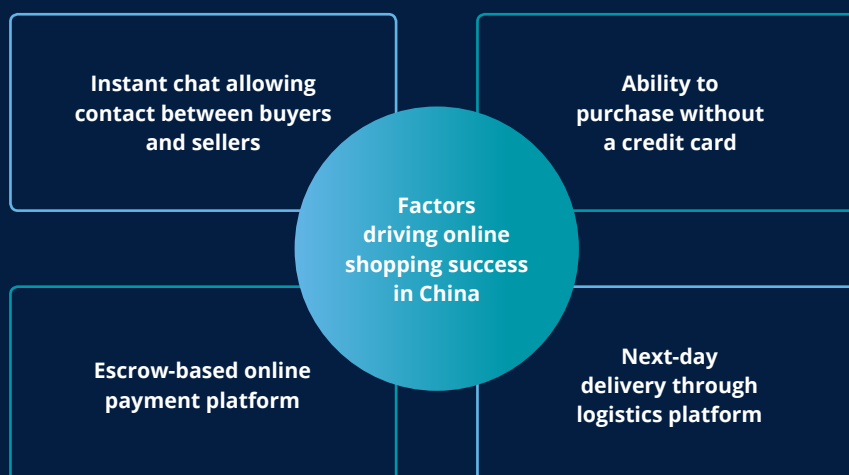 Instant chat allowing
contact between buyers
and sellers
Ability to
purchase without
a credit card
Factors
driving online
shopping success
in China
Escrow-based online
payment platform
Next-day
delivery through
logistics platform